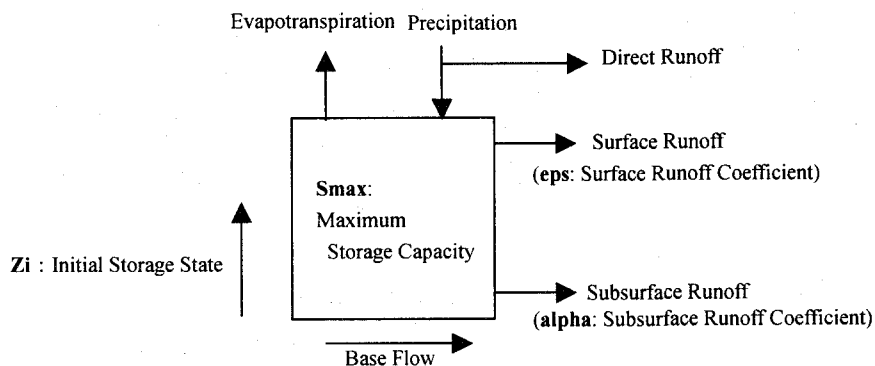 Evapotranspiration Precipitation
Direct Runoff
Surface Runoff
(eps: Surface Runoff Coefficient)
Smax:
Maximum
Storage Capacity
Zi : Initial Storage State
Subsurface Runoff
(alpha: Subsurface Runoff Coefficient)
Base Flow